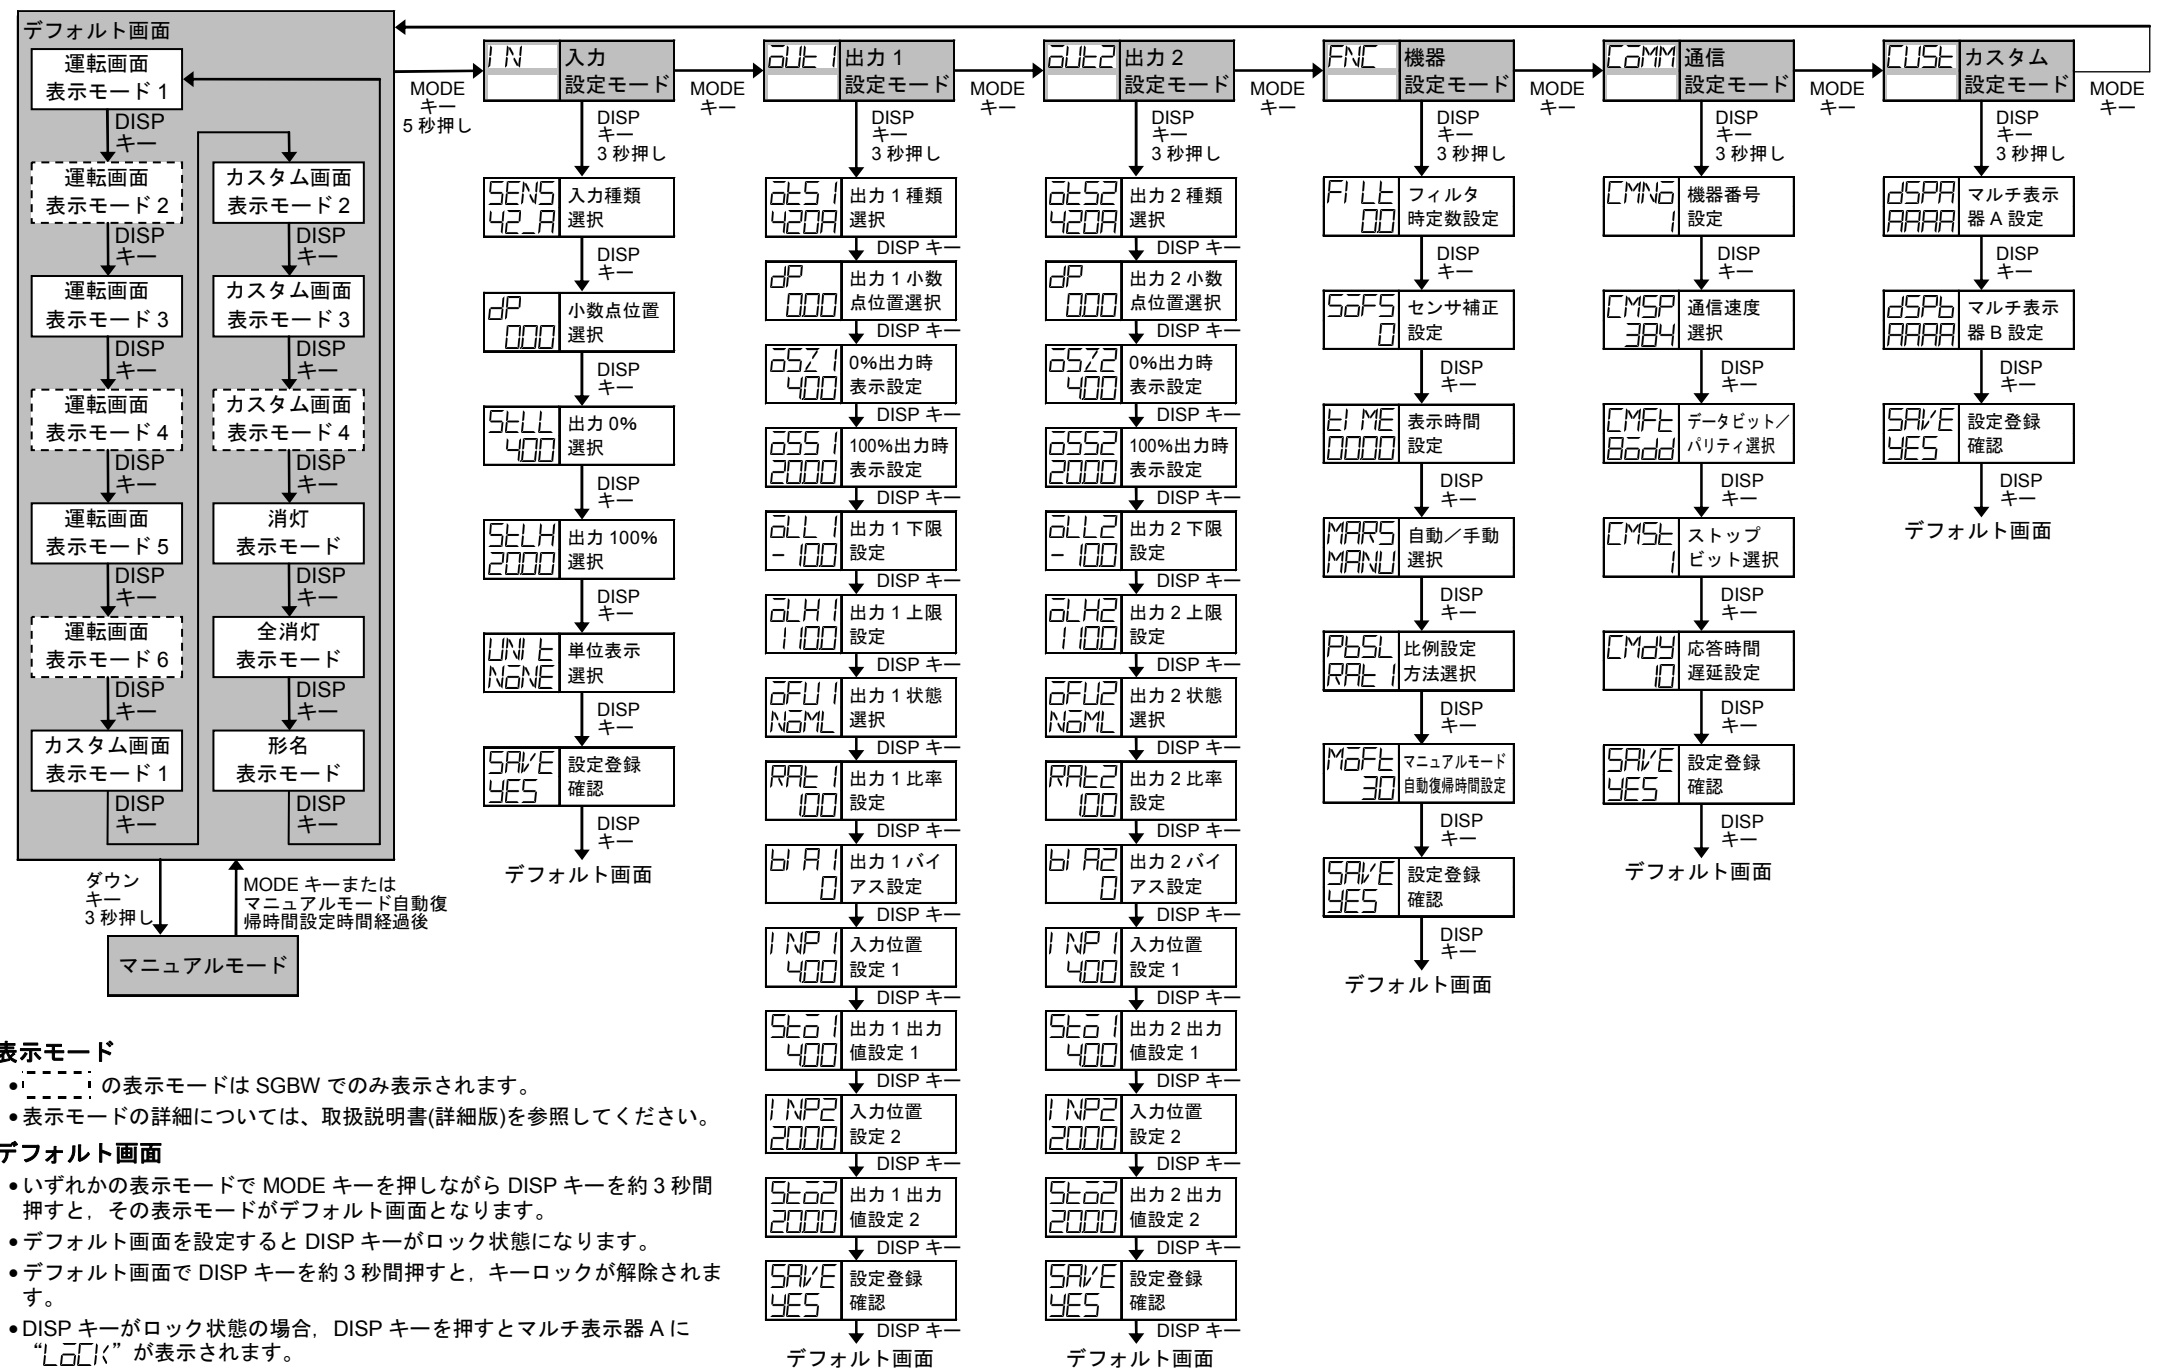 デフォルト画面
運転画面
表示モード 1
DISP
キー
運転画面
表示モード 2
DISP
キー
運転画面
表示モード 3
DISP
キー
運転画面
表示モード 4
DISP
キー
運転画面
表示モード 5
DISP
キー
運転画面
表示モード 6
DISP
キー
カスタム画面
表示モード 1
DISP
キー
カスタム画面
表示モード 2
DISP
キー
カスタム画面
表示モード 3
DISP
キー
カスタム画面
表示モード 4
DISP
キー
消灯
表示モード
DISP
キー
全消灯
表示モード
DISP
キー
形名
表示モード
DISP
キー
ダウン
キー
3 秒押し
MODE キーまたは
マニュアルモード自動復
帰時間設定時間経過後
マニュアルモード
MODE
キー
5 秒押し
IN 入力
設定モード
DISP
キー
3 秒押し
SENS 入力種類
42_A 選択
DISP
キー
dP 小数点位置
000 選択
DISP
キー
StLL 出力 0%
400 選択
DISP
キー
StLH 出力 100%
2000 選択
DISP
キー
UNIt 単位表示
NoNE 選択
DISP
キー
SAVE 設定登録
YES 確認
DISP
キー
デフォルト画面
MODE
キー
oUt1 出力 1
設定モード
DISP
キー
3 秒押し
otS1 出力 1 種類
420A 選択
DISP キー
dP 出力 1 小数
000 点位置選択
DISP キー
oSZ1 0%出力時
400 表示設定
DISP キー
oSS1 100%出力時
2000 表示設定
DISP キー
oLL1 出力 1 下限
-100 設定
DISP キー
oLH1 出力 1 上限
1100 設定
DISP キー
oFU1 出力 1 状態
NoML 選択
DISP キー
RAt1 出力 1 比率
100 設定
DISP キー
bIA1 出力 1 バイ
0 アス設定
DISP キー
INP1 入力位置
400 設定 1
DISP キー
Sto1 出力 1 出力
400 値設定 1
DISP キー
INP2 入力位置
2000 設定 2
DISP キー
Sto2 出力 1 出力
2000 値設定 2
DISP キー
SAVE 設定登録
YES 確認
DISP キー
デフォルト画面
MODE
キー
oUt2 出力 2
設定モード
DISP
キー
3 秒押し
otS2 出力 2 種類
420A 選択
DISP キー
dP 出力 2 小数
000 点位置選択
DISP キー
oSZ2 0%出力時
400 表示設定
DISP キー
oSS2 100%出力時
2000 表示設定
DISP キー
oLL2 出力 2 下限
-100 設定
DISP キー
oLH2 出力 2 上限
1100 設定
DISP キー
oFU2 出力 2 状態
NoML 選択
DISP キー
RAt2 出力 2 比率
100 設定
DISP キー
bIA2 出力 2 バイ
0 アス設定
DISP キー
INP1 入力位置
400 設定 1
DISP キー
Sto1 出力 2 出力
400 値設定 1
DISP キー
INP2 入力位置
2000 設定 2
DISP キー
Sto2 出力 2 出力
2000 値設定 2
DISP キー
SAVE 設定登録
YES 確認
DISP キー
デフォルト画面
MODE
キー
FNC 機器
設定モード
DISP
キー
3 秒押し
FILt フィルタ
00 時定数設定
DISP
キー
SoFS センサ補正
0 設定
DISP
キー
tIME 表示時間
0000 設定
DISP
キー
MARS 自動／手動
MANU 選択
DISP
キー
PbSL 比例設定
RAt1 方法選択
DISP
キー
MoFt マニュアルモード
30 自動復帰時間設定
DISP
キー
SAVE 設定登録
YES 確認
DISP
キー
デフォルト画面
MODE
キー
CoMM 通信
設定モード
DISP
キー
3 秒押し
CMNo 機器番号
1 設定
DISP
キー
CMSP 通信速度
384 選択
DISP
キー
CMFt データビット／
8odd パリティ選択
DISP
キー
CMSt ストップ
1 ビット選択
DISP
キー
CMdY 応答時間
10 遅延設定
DISP
キー
SAVE 設定登録
YES 確認
DISP
キー
デフォルト画面
MODE
キー
CUSt カスタム
設定モード
DISP
キー
3 秒押し
dSPA マルチ表示
AAAA 器 A 設定
DISP
キー
dSPb マルチ表示
AAAA 器 B 設定
DISP
キー
SAVE 設定登録
YES 確認
DISP
キー
デフォルト画面
MODE
キー
表示モード
• の表示モードは SGBW でのみ表示されます。
•表示モードの詳細については、取扱説明書(詳細版)を参照してください。
デフォルト画面
•いずれかの表示モードで MODE キーを押しながら DISP キーを約 3 秒間
押すと，その表示モードがデフォルト画面となります。
•デフォルト画面を設定すると DISP キーがロック状態になります。
•デフォルト画面で DISP キーを約 3 秒間押すと，キーロックが解除されま
す。
•DISP キーがロック状態の場合，DISP キーを押すとマルチ表示器 A に
“LoCK”が表示されます。